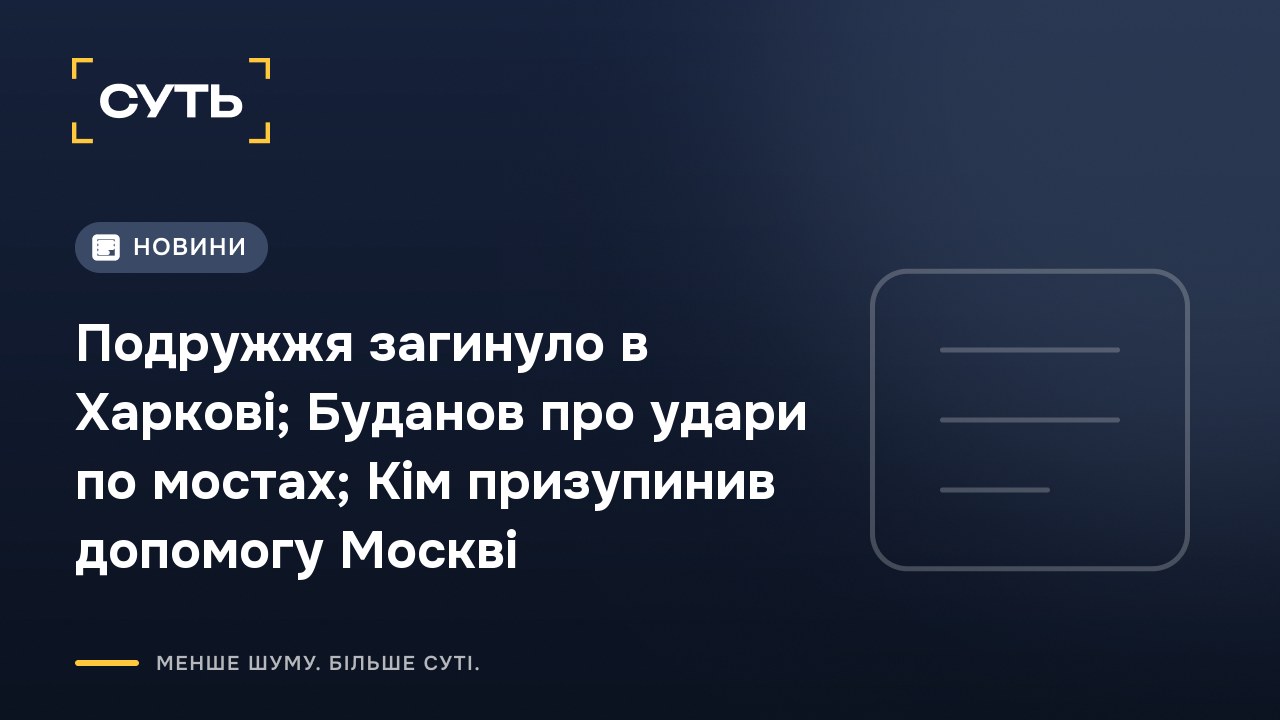 СУТЬ
НОВИНИ
Подружжя загинуло в
Харкові; Буданов про удари
по мостах; Кім призупинив
допомогу Москві
МЕНШЕ ШУМУ. БІЛЬШЕ СУТІ.